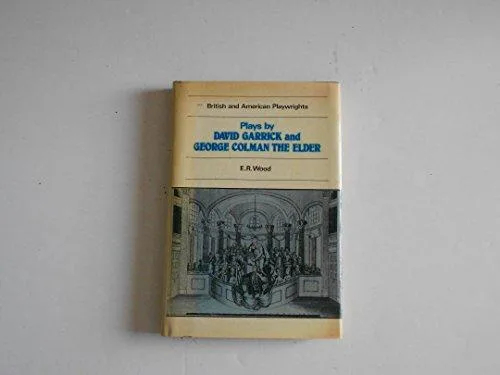 British and American Playwrights
Plays by
DAVID GARRICK and
GEORGE COLMAN THE ELDER
E.R.Wood